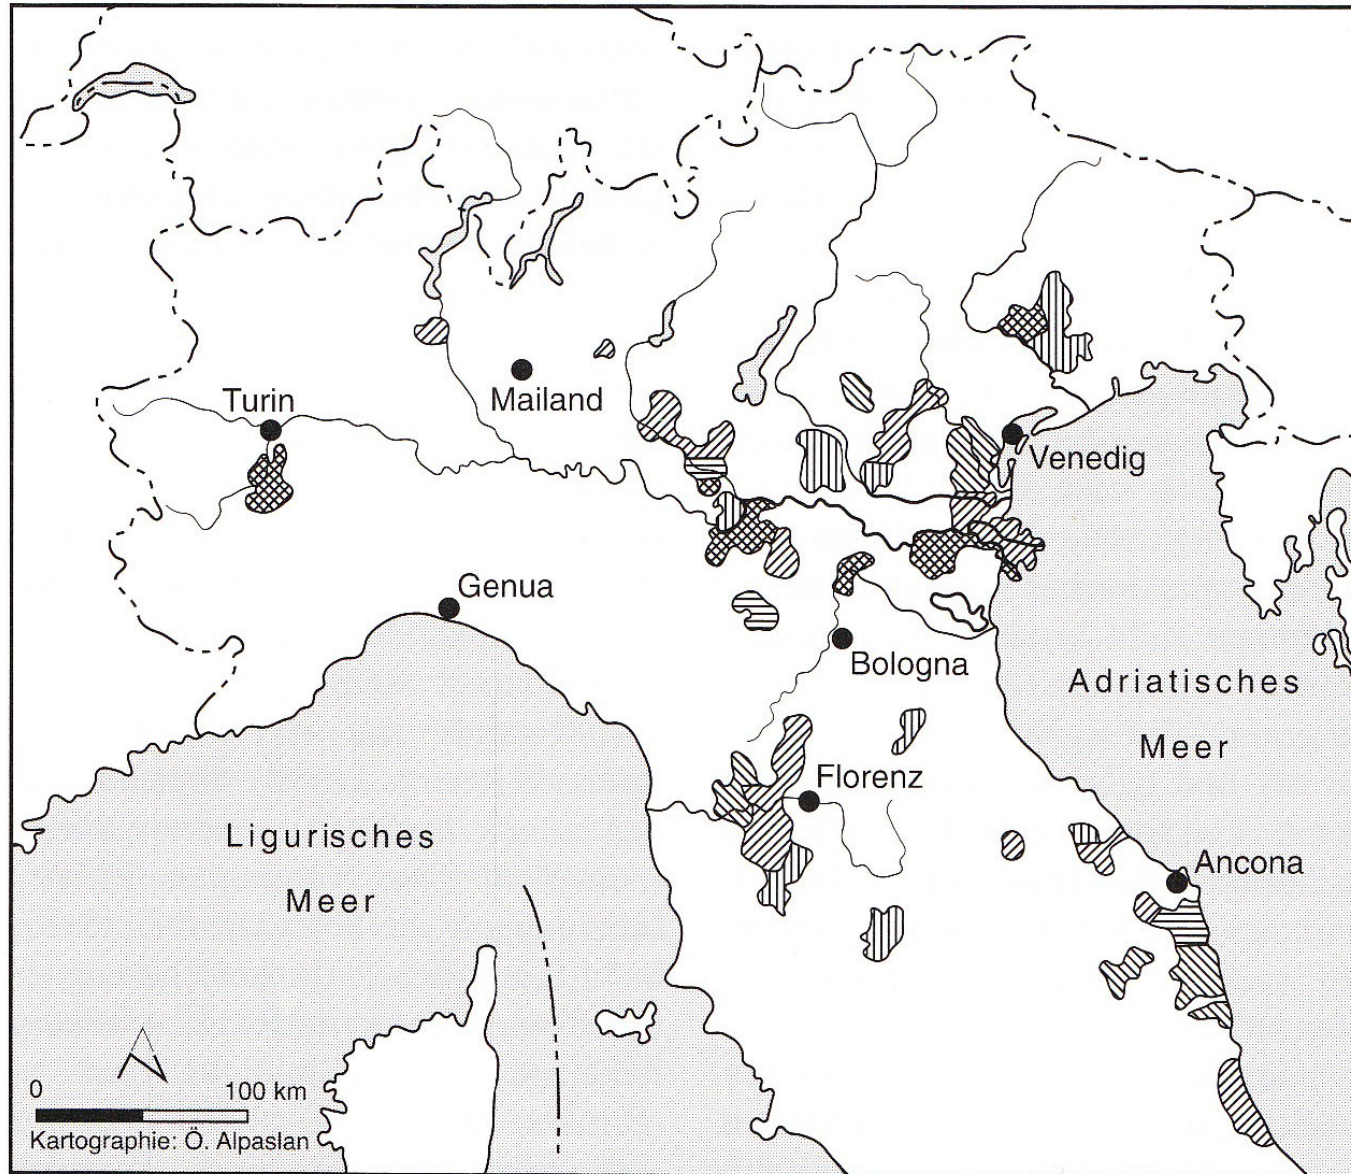 Turin
Mailand
Venedig
Genua
Bologna
Adriatisches
Meer
Florenz
Ligurisches
Meer
Ancona
0 100 km
Kartographie: Ö. Alpaslan